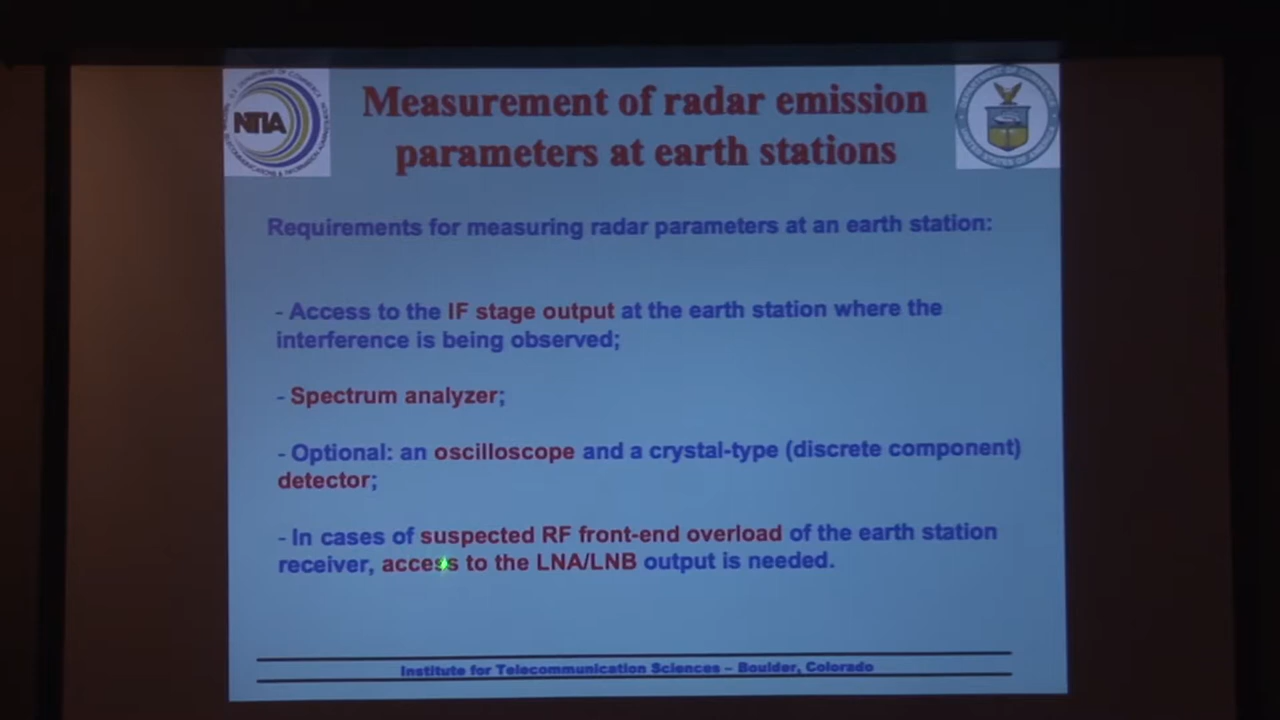 NTIA
Measurement of radar emission
parameters at earth stations
Requirements for measuring radar parameters at an earth station:
- Access to the IF stage output at the earth station where the
interference is being observed;
- Spectrum analyzer;
- Optional: an oscilloscope and a crystal-type (discrete component)
detector;
- In cases of suspected RF front-end overload of the earth station
receiver, access to the LNA/LNB output is needed.
Institute for Telecommunication Sciences – Boulder, Colorado